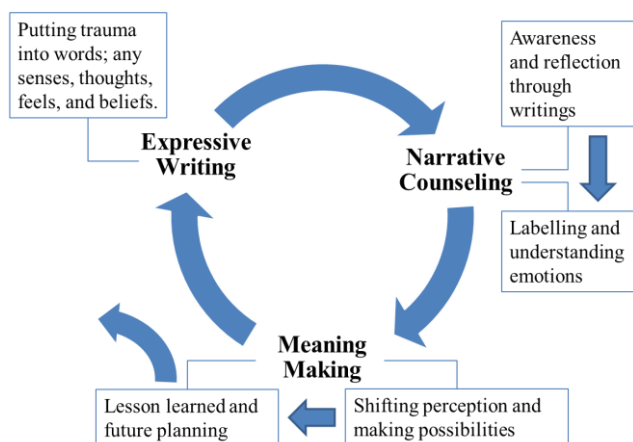 Putting trauma
into words; any
senses, thoughts,
feels, and beliefs.
Expressive
Writing
Awareness
and reflection
through
writings
Narrative
Counseling
Labelling and
understanding
emotions
Meaning
Making
Shifting perception and
making possibilities
Lesson learned and
future planning